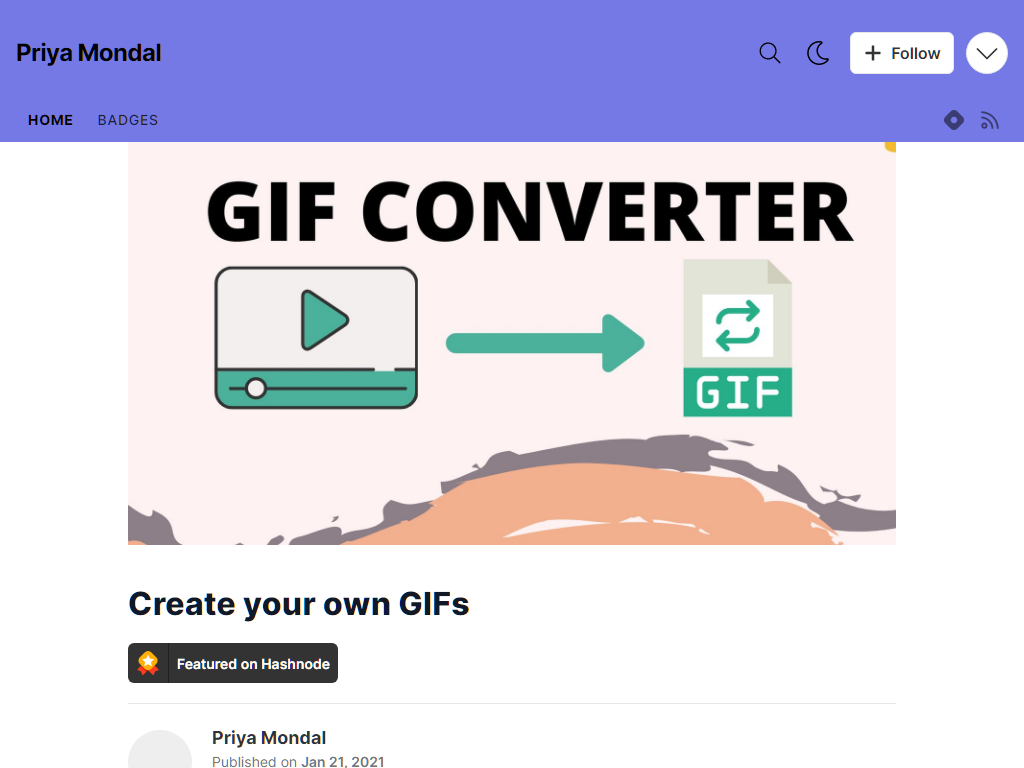 Priya Mondal
Follow
HOME
BADGES
GIF CONVERTER
GIF
Create your own GIFs
Featured on Hashnode
Priya Mondal
Published on Jan 21, 2021